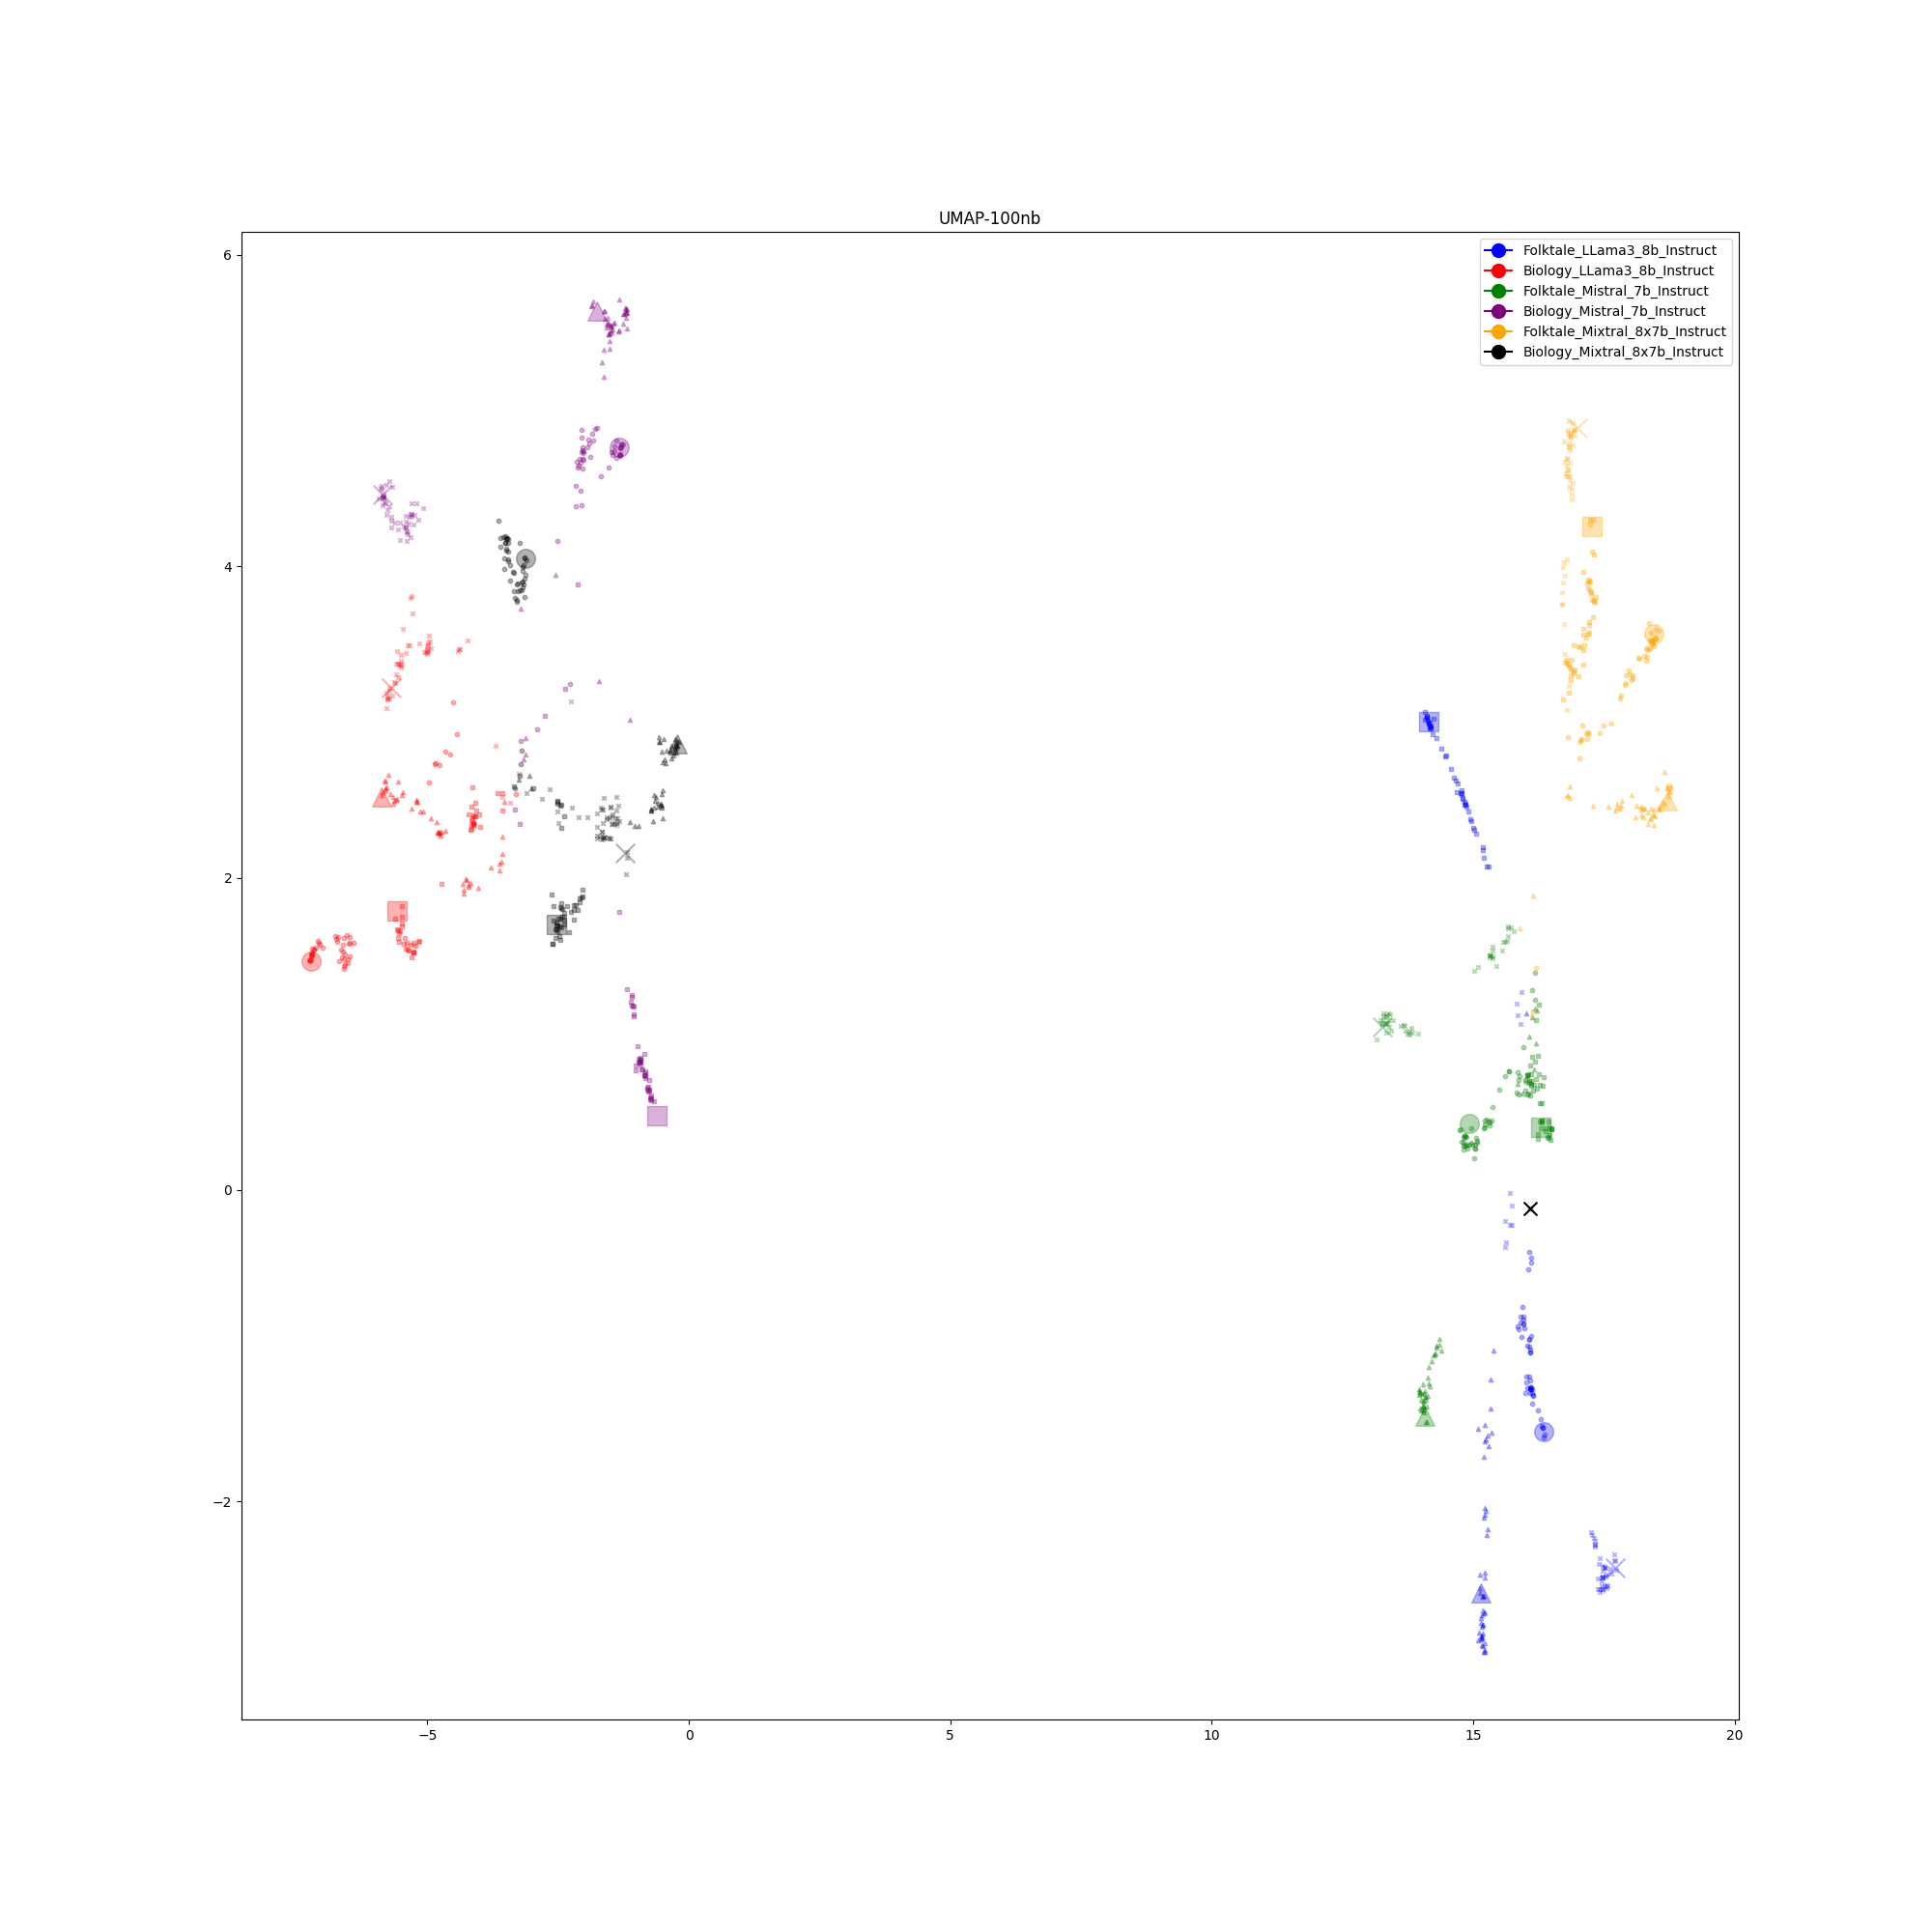 UMAP-100nb
Folktale_LLama3_8b_Instruct
Biology_LLama3_8b_Instruct
Folktale_Mistral_7b_Instruct
Biology_Mistral_7b_Instruct
Folktale_Mixtral_8x7b_Instruct
Biology_Mixtral_8x7b_Instruct
6
4
2
0
−2
−5
0
5
10
15
20